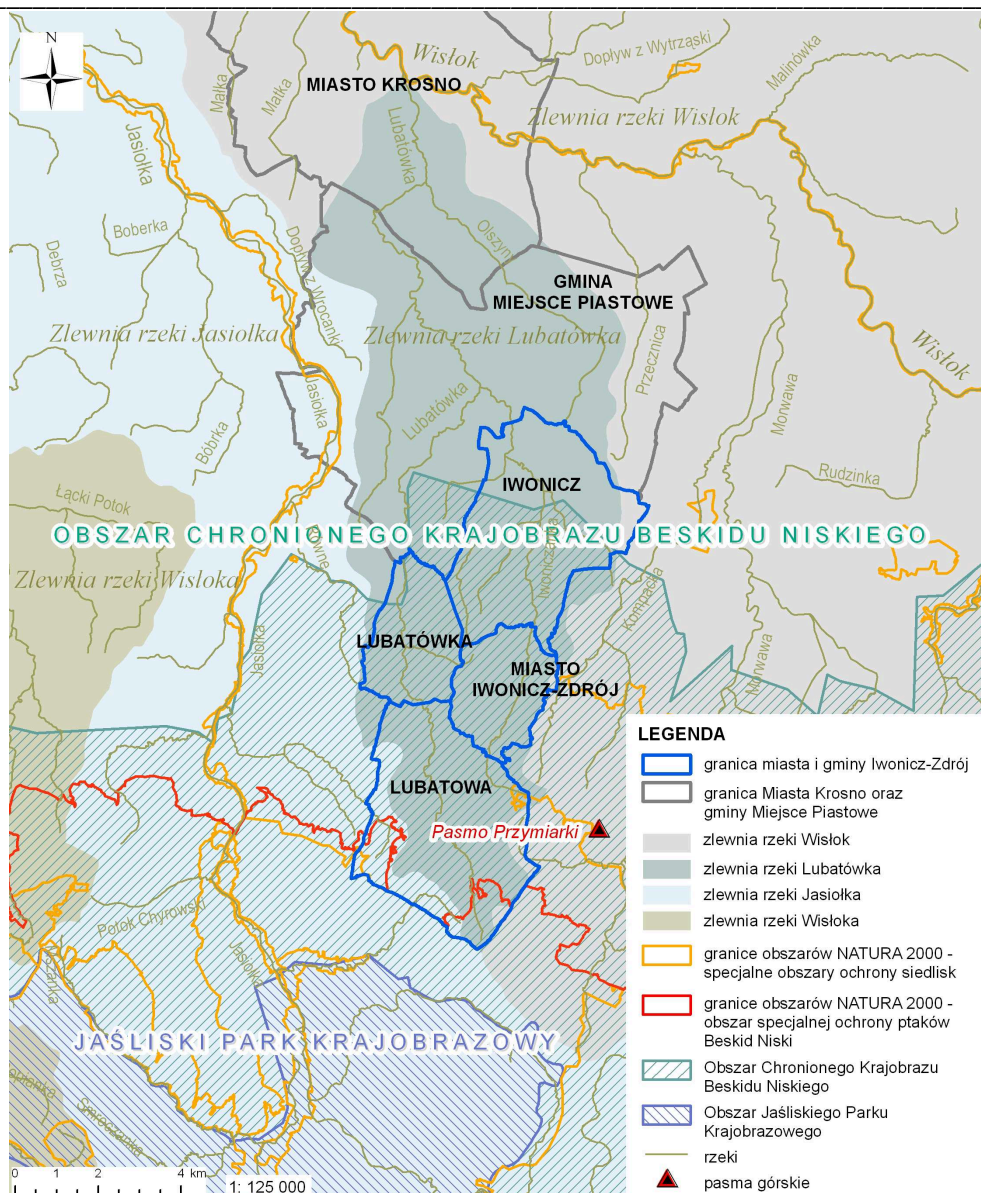 N
Wisłok
Dopływ z Wytrząski
Malinówka
MIASTO KROSNO
Małka
Małka
Lubatówka
Zlewnia rzeki Wisłok
Jasiołka
Boberka
Debrza
Dopływ z Wrocanki
Olszyny
GMINA
MIEJSCE PIASTOWE
Zlewnia rzeki Jasiołka
Zlewnia rzeki Lubatówka
Przecznica
Wisłok
Morwawa
Jasiołka
Lubatówka
Bóbrka
Rudzinka
IWONICZ
Łącki Potok
OBSZAR CHRONIONEGO KRAJOBRAZU BESKIDU NISKIEGO
Równe
Iwoniczanka
Zlewnia rzeki Wisłoka
Kompacka
Jasiołka
LUBATÓWKA
MIASTO
IWONICZ-ZDRÓJ
Morwawa
LUBATOWA
Pasmo Przymiarki
Potok Chyrowski
Mszanka
Jasiołka
JAŚLISKI PARK KRAJOBRAZOWY
Smroczanka
0 1 2 4 km
1: 125 000
LEGENDA
granica miasta i gminy Iwonicz-Zdrój
granica Miasta Krosno oraz
gminy Miejsce Piastowe
zlewnia rzeki Wisłok
zlewnia rzeki Lubatówka
zlewnia rzeki Jasiołka
zlewnia rzeki Wisłoka
granice obszarów NATURA 2000 -
specjalne obszary ochrony siedlisk
granice obszarów NATURA 2000 -
obszar specjalnej ochrony ptaków
Beskid Niski
Obszar Chronionego Krajobrazu
Beskidu Niskiego
Obszar Jaśliskiego Parku
Krajobrazowego
rzeki
pasma górskie